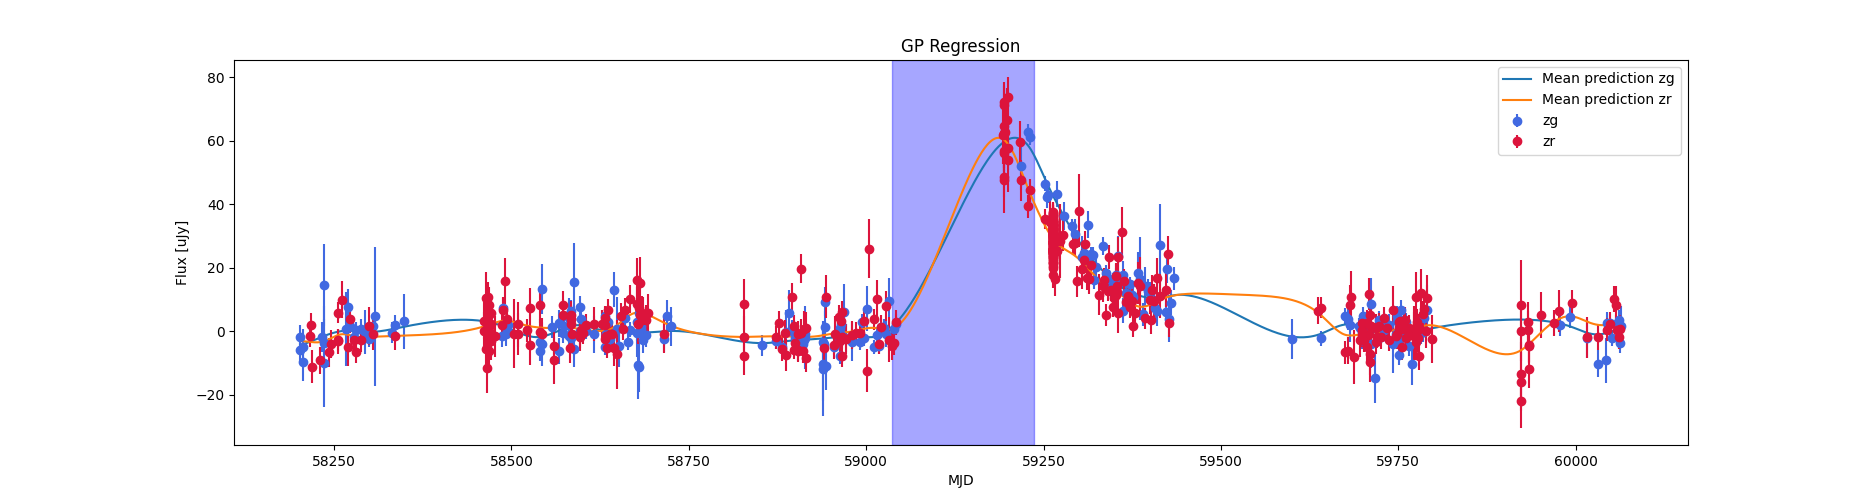 GP Regression
Flux [uJy]
80
60
40
20
0
−20
58250 58500 58750 59000 59250 59500 59750 60000
MJD
Mean prediction zg
Mean prediction zr
zg
zr